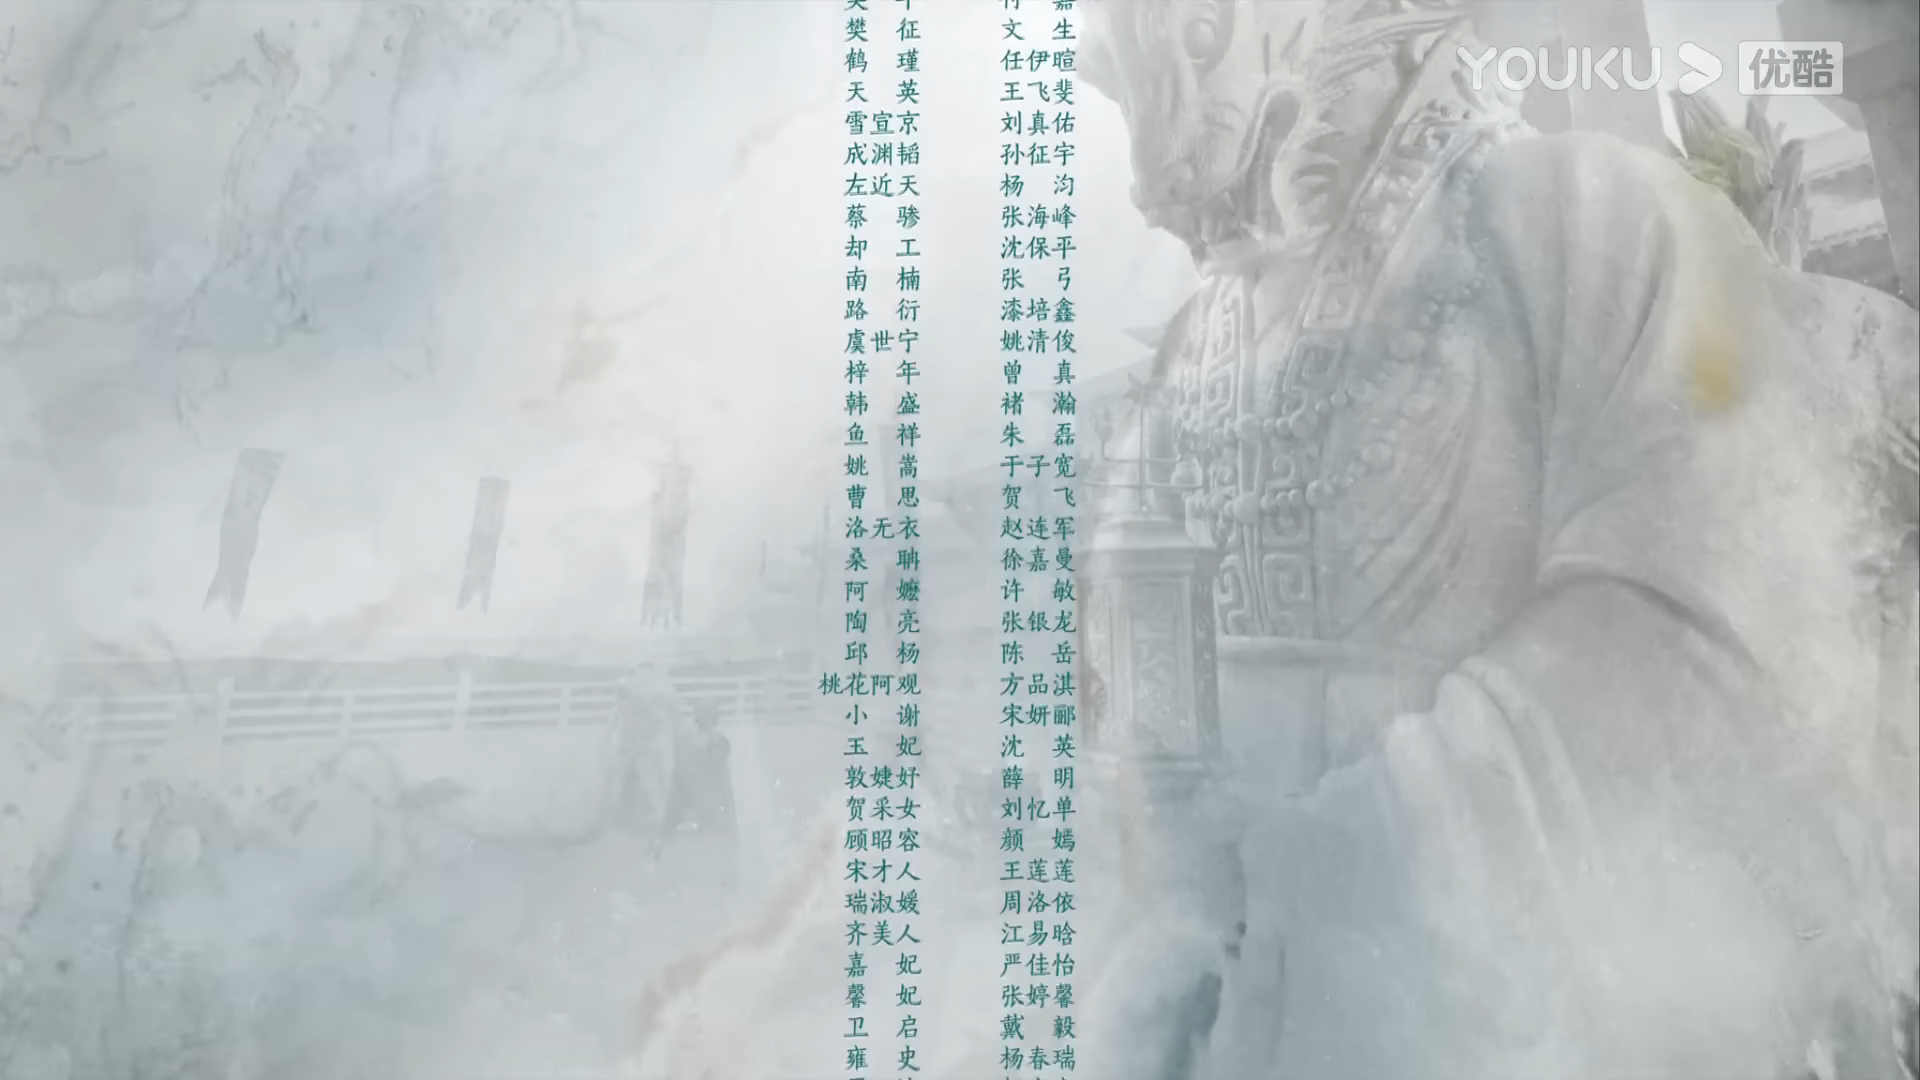 YOUKU 优酷
樊征 文生
鹤瑾 任伊暄
天英 王飞斐
雪宣京 刘真佑
成渊韬 孙征宇
左近天 杨沟
蔡骖 张海峰
却工 沈保平
南楠 张弓
路衍 漆培鑫
虞世宁 姚清俊
梓年 曾真
韩盛 褚瀚
鱼祥 朱磊
姚嵩 于子宽
曹思 贺飞
洛无衣 赵连军
桑聃 徐嘉曼
阿嬷 许敏
陶亮 张银龙
邱杨 陈岳
桃花阿观 方品淇
小谢 宋妍郦
玉妃 沈英
敦婕妤 薛明
贺采女 刘忆单
顾昭容 颜嫣
宋才人 王莲莲
瑞淑媛 周洛依
齐美人 江易晗
嘉妃 严佳怡
馨妃 张婷馨
卫启 戴毅
雍史 杨春瑞